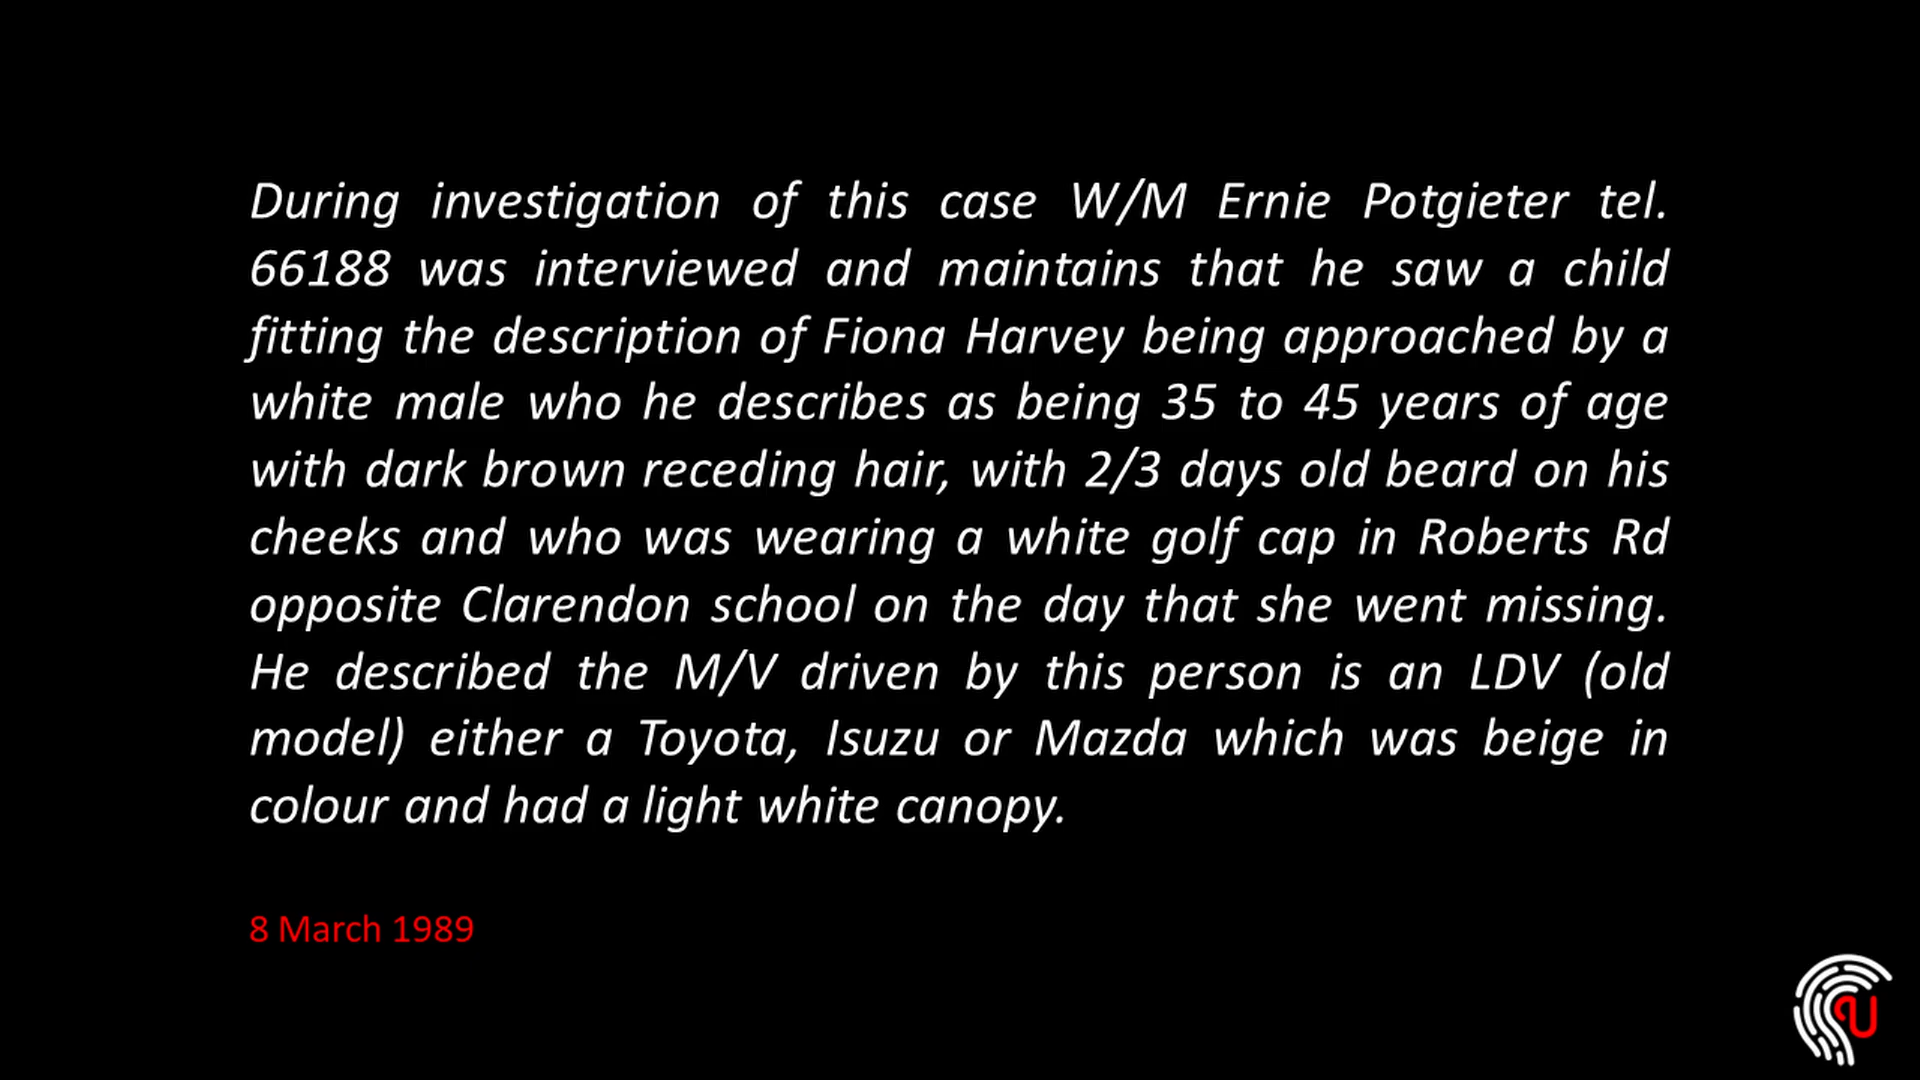 During investigation of this case W/M Ernie Potgieter tel.
66188 was interviewed and maintains that he saw a child
fitting the description of Fiona Harvey being approached by a
white male who he describes as being 35 to 45 years of age
with dark brown receding hair, with 2/3 days old beard on his
cheeks and who was wearing a white golf cap in Roberts Rd
opposite Clarendon school on the day that she went missing.
He described the M/V driven by this person is an LDV (old
model) either a Toyota, Isuzu or Mazda which was beige in
colour and had a light white canopy.
8 March 1989
U